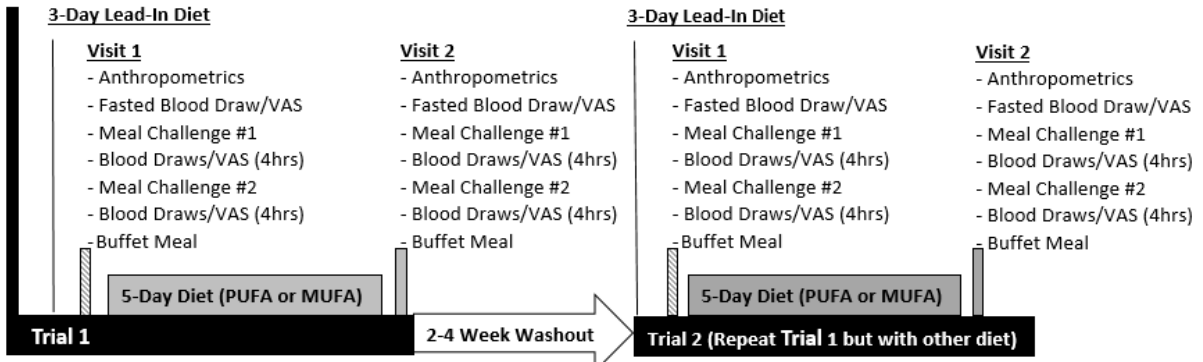 3-Day Lead-In Diet
Visit 1
- Anthropometrics
- Fasted Blood Draw/VAS
- Meal Challenge #1
- Blood Draws/VAS (4hrs)
- Meal Challenge #2
- Blood Draws/VAS (4hrs)
-Buffet Meal
Visit 2
- Anthropometrics
- Fasted Blood Draw/VAS
- Meal Challenge #1
- Blood Draws/VAS (4hrs)
- Meal Challenge #2
- Blood Draws/VAS (4hrs)
- Buffet Meal
5-Day Diet (PUFA or MUFA)
Trial 1
2-4 Week Washout
3-Day Lead-In Diet
Visit 1
- Anthropometrics
- Fasted Blood Draw/VAS
- Meal Challenge #1
- Blood Draws/VAS (4hrs)
- Meal Challenge #2
- Blood Draws/VAS (4hrs)
- Buffet Meal
Visit 2
- Anthropometrics
- Fasted Blood Draw/VAS
- Meal Challenge #1
- Blood Draws/VAS (4hrs)
- Meal Challenge #2
- Blood Draws/VAS (4hrs)
- Buffet Meal
5-Day Diet (PUFA or MUFA)
Trial 2 (Repeat Trial 1 but with other diet)